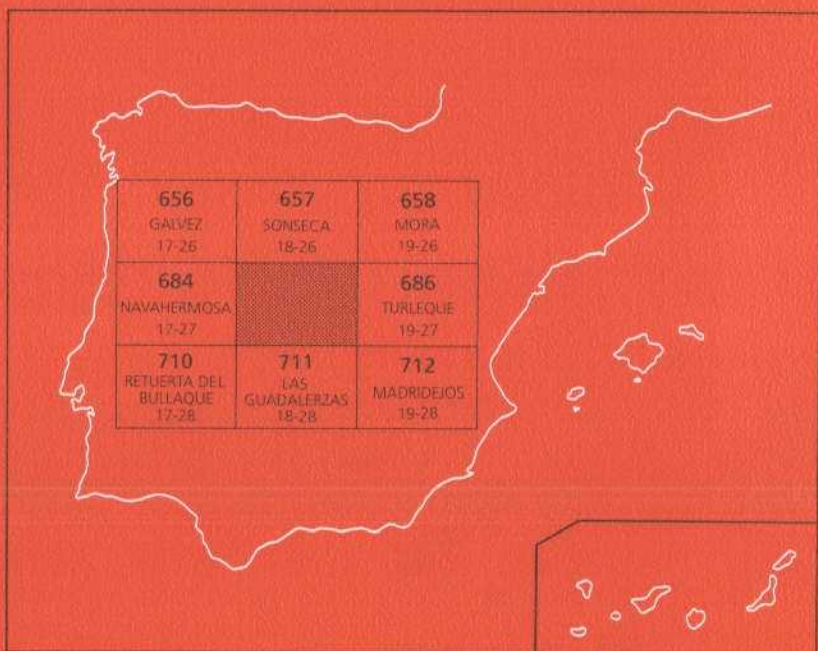 656
GALVEZ
17-26
657
SONSECA
18-26
658
MORA
19-26
684
NAVAHERMOSA
17-27
686
TURLEQUE
19-27
710
RETUERTA DEL
BULLAQUE
17-28
711
LAS
GUADALERZAS
18-28
712
MADRIDEJOS
19-28